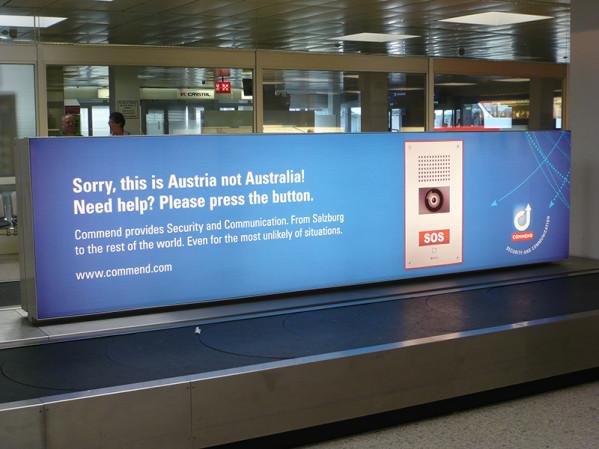 CRISTAL
Sorry, this is Austria not Australia!
Need help? Please press the button.
Commend provides Security and Communication. From Salzburg
to the rest of the world. Even for the most unlikely of situations.
www.commend.com
SOS
COMMEND
SECURITY AND COMMUNICATION